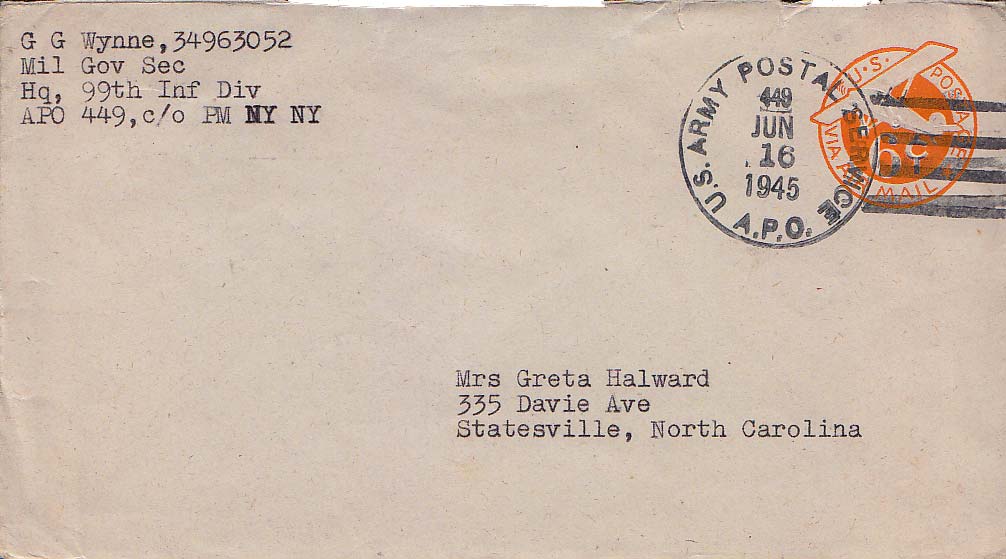 G G Wynne,34963052
Mil Gov Sec
Hq, 99th Inf Div
APO 449,c/o PM NY NY
U.S. ARMY POSTAL SERVICE
449
JUN
16
1945
A.P.O.
U.S. POSTAGE
6¢
VIA AIR MAIL
Mrs Greta Halward
335 Davie Ave
Statesville, North Carolina